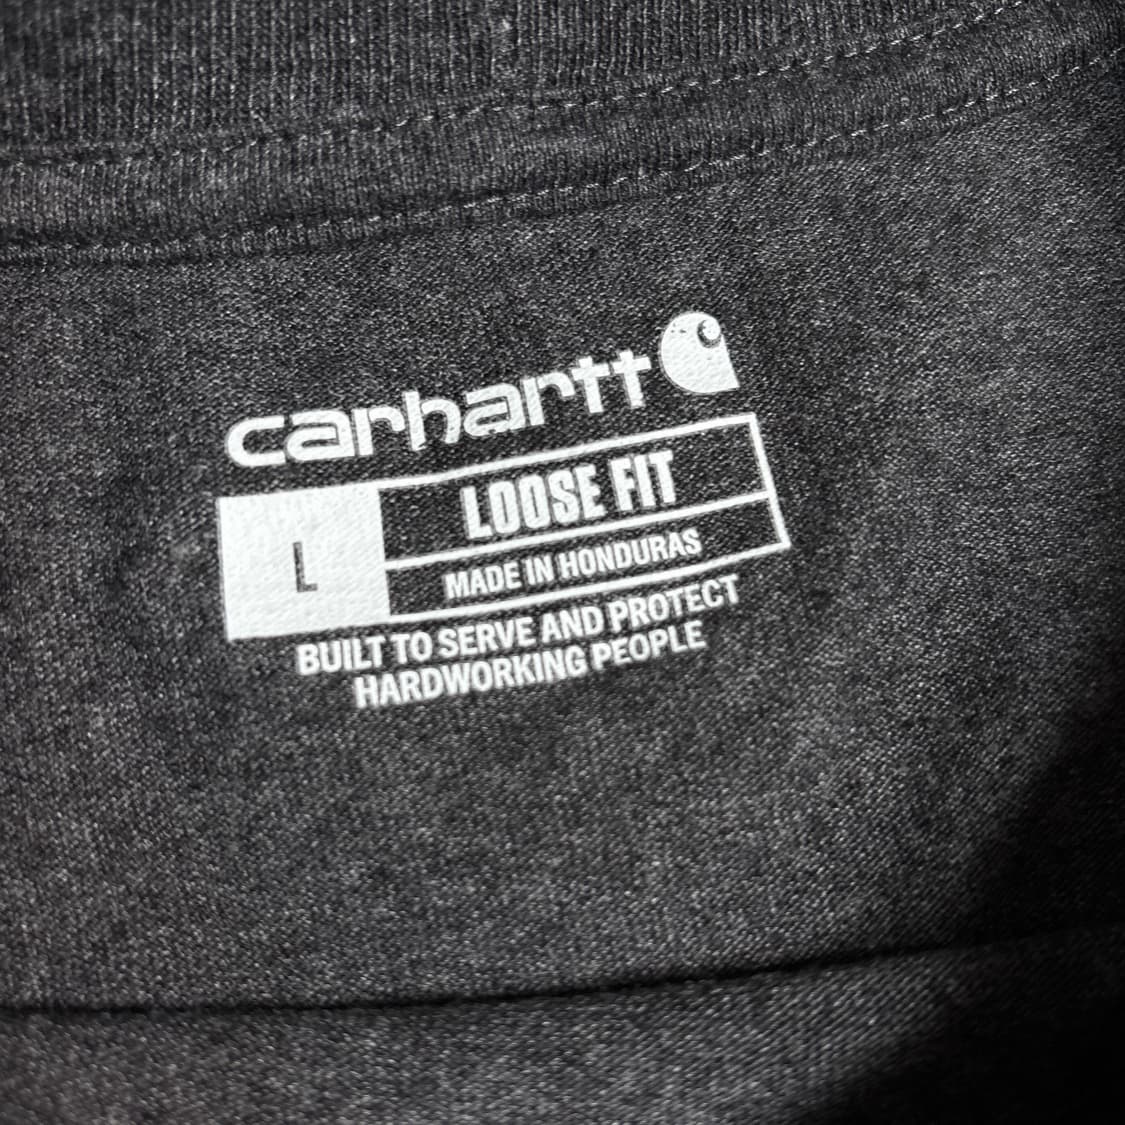 carhartt
L
LOOSE FIT
MADE IN HONDURAS
BUILT TO SERVE AND PROTECT
HARDWORKING PEOPLE